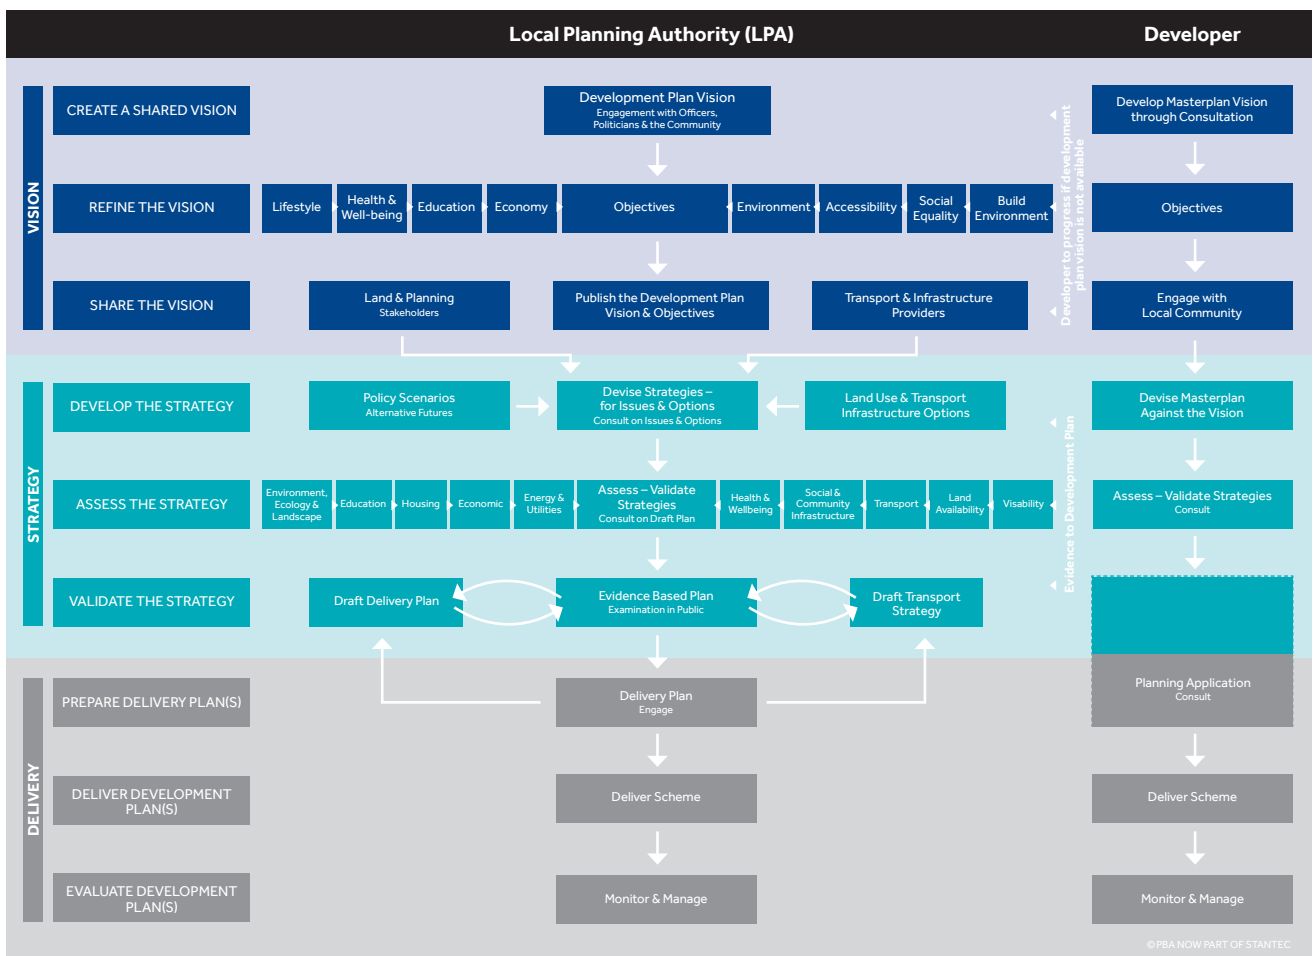 Local Planning Authority (LPA)
Developer
VISION
CREATE A SHARED VISION
Development Plan Vision
Engagement with Officers,
Politicians & the Community
Develop Masterplan Vision
through Consultation
Developer to progress if development
plan vision is not available
REFINE THE VISION
Lifestyle
Health &
Well-being
Education
Economy
Objectives
Environment
Accessibility
Social
Equality
Build
Environment
Objectives
SHARE THE VISION
Land & Planning
Stakeholders
Publish the Development Plan
Vision & Objectives
Transport & Infrastructure
Providers
Engage with
Local Community
STRATEGY
DEVELOP THE STRATEGY
Policy Scenarios
Alternative Futures
Devise Strategies –
for Issues & Options
Consult on Issues & Options
Land Use & Transport
Infrastructure Options
Devise Masterplan
Against the Vision
Evidence to Development Plan
ASSESS THE STRATEGY
Environment,
Ecology &
Landscape
Education
Housing
Economic
Energy &
Utilities
Assess – Validate
Strategies
Consult on Draft Plan
Health &
Wellbeing
Social &
Community
Infrastructure
Transport
Land
Availability
Visability
Assess – Validate Strategies
Consult
VALIDATE THE STRATEGY
Draft Delivery Plan
Evidence Based Plan
Examination in Public
Draft Transport
Strategy
DELIVERY
PREPARE DELIVERY PLAN(S)
Delivery Plan
Engage
Planning Application
Consult
DELIVER DEVELOPMENT
PLAN(S)
Deliver Scheme
Deliver Scheme
EVALUATE DEVELOPMENT
PLAN(S)
Monitor & Manage
Monitor & Manage
© PBA NOW PART OF STANTEC